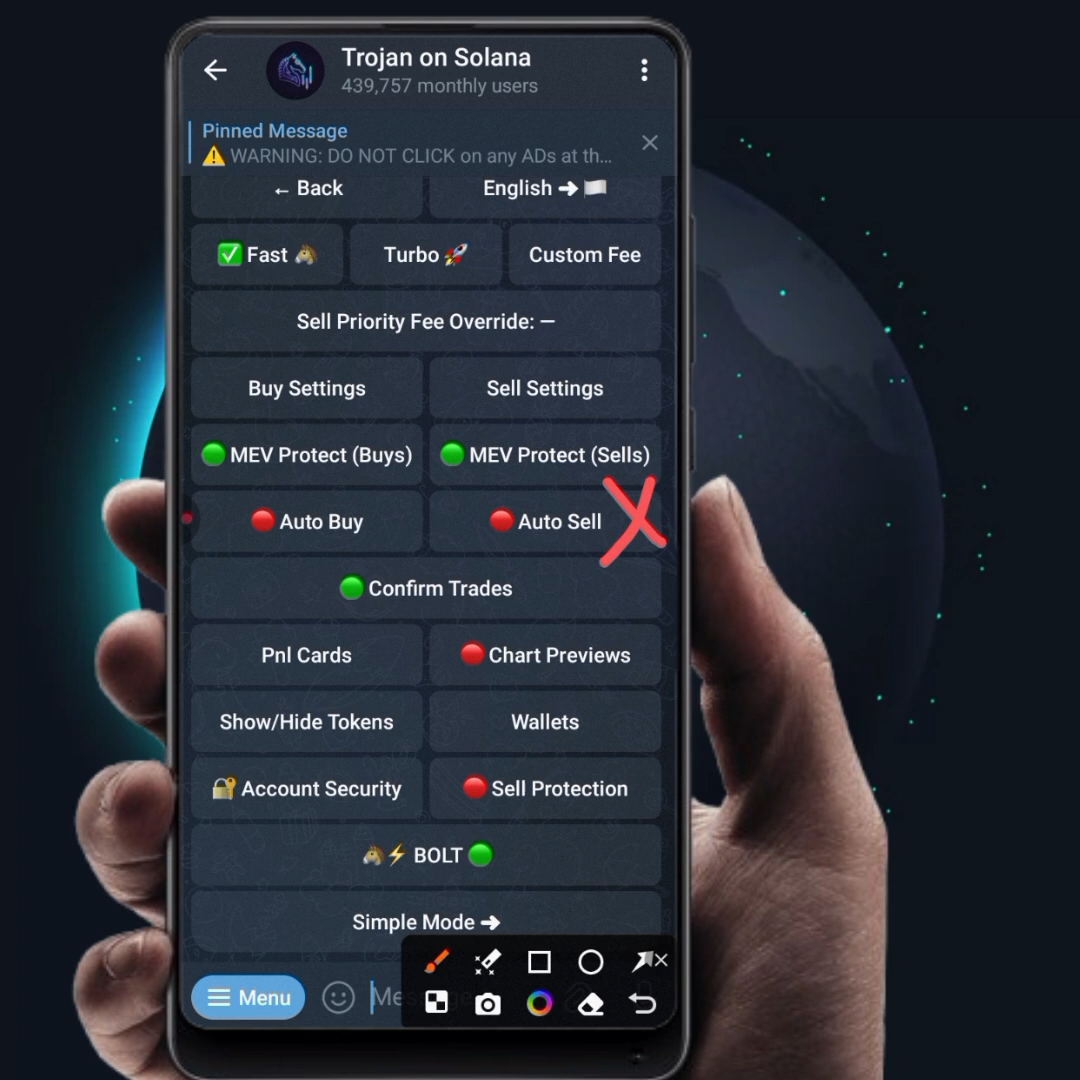 Trojan on Solana
439,757 monthly users
Pinned Message
⚠️ WARNING: DO NOT CLICK on any ADs at th...
← Back
English ➜ 🏳️
✅ Fast 🐴
Turbo 🚀
Custom Fee
Sell Priority Fee Override: —
Buy Settings
Sell Settings
🟢 MEV Protect (Buys)
🟢 MEV Protect (Sells)
🔴 Auto Buy
🔴 Auto Sell
🟢 Confirm Trades
Pnl Cards
🔴 Chart Previews
Show/Hide Tokens
Wallets
🔐 Account Security
🔴 Sell Protection
🐴⚡ BOLT 🟢
Simple Mode ➜
Menu